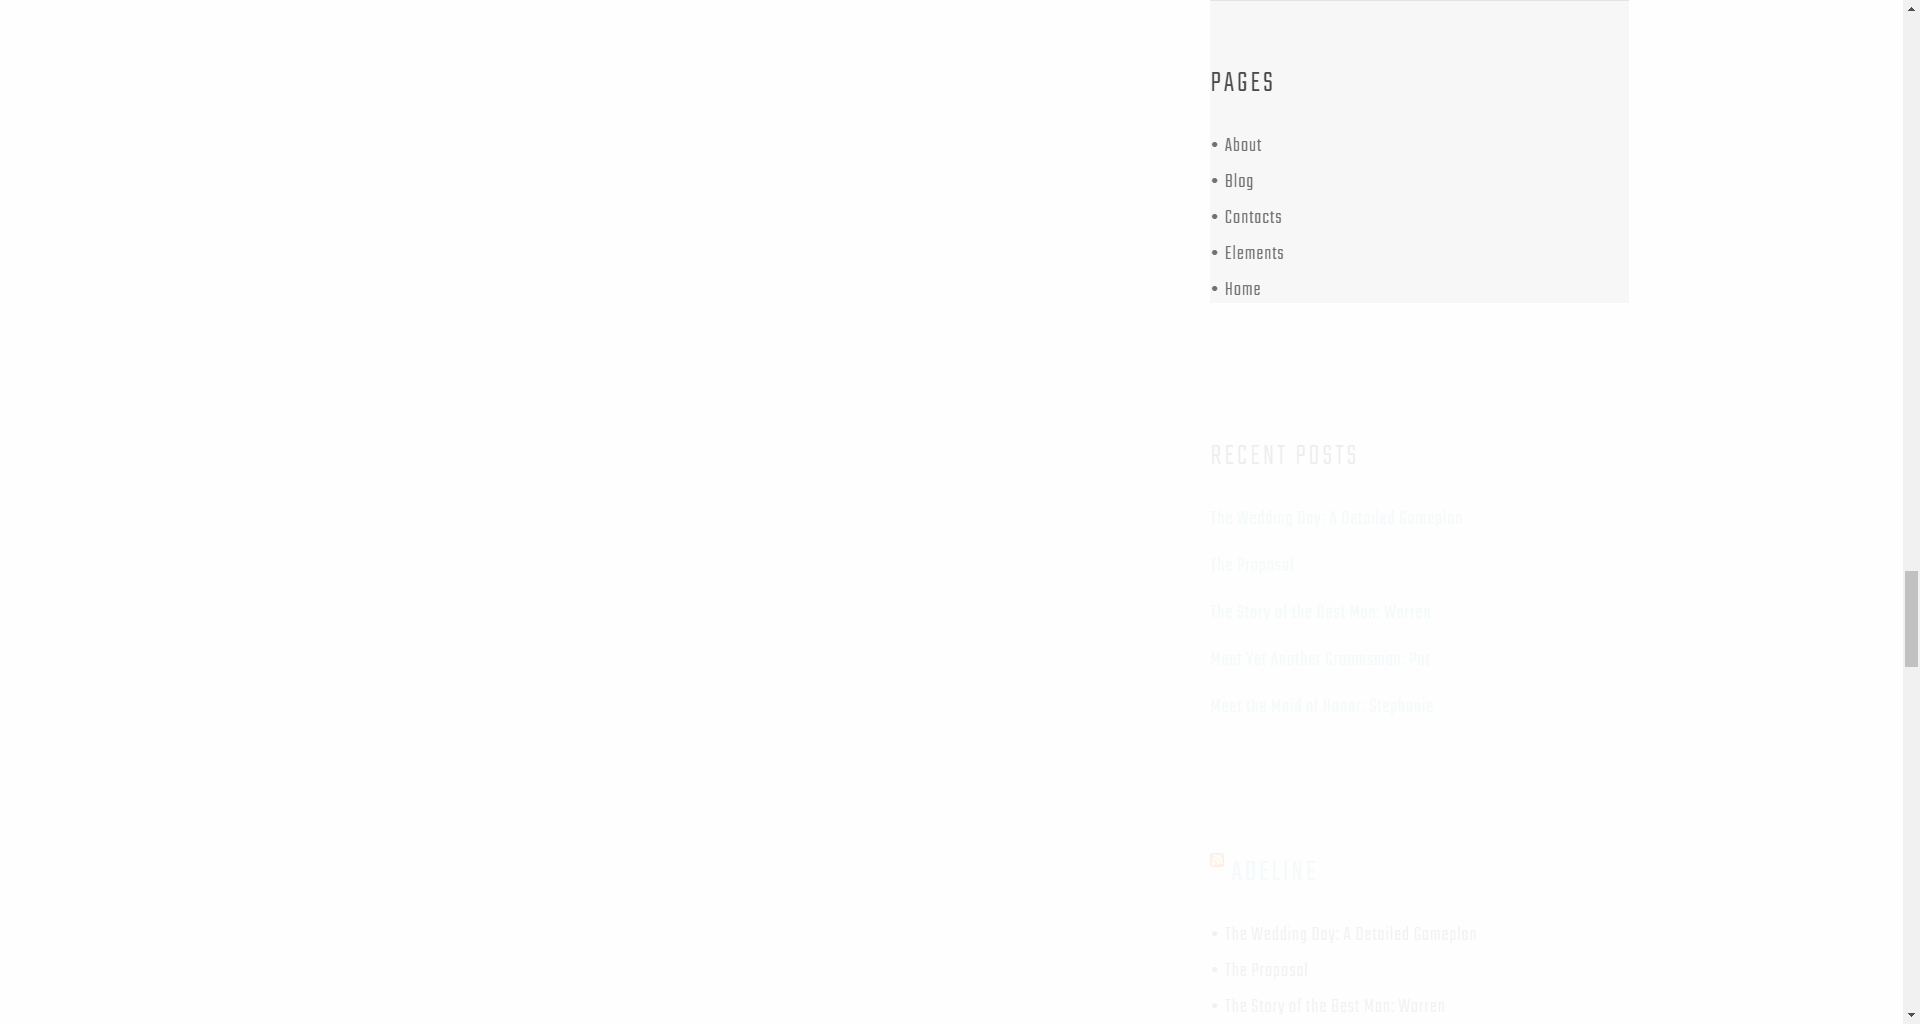 PAGES
• About
• Blog
• Contacts
• Elements
• Home
RECENT POSTS
The Wedding Day: A Detailed Gameplan
The Proposal
The Story of the Best Man: Warren
Meet Yet Another Groomsman: Pat
Meet the Maid of Honor: Stephanie
ADELINE
• The Wedding Day: A Detailed Gameplan
• The Proposal
• The Story of the Best Man: Warren